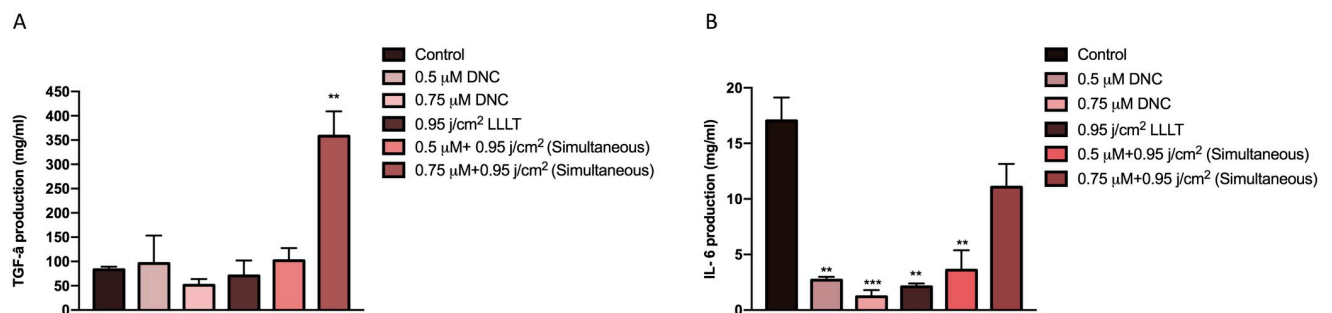 A
Control
0.5 μM DNC
0.75 μM DNC
0.95 j/cm² LLLT
0.5 μM+ 0.95 j/cm² (Simultaneous)
0.75 μM+0.95 j/cm² (Simultaneous)
TGF-â production (mg/ml)
450
400
350
300
250
200
150
100
50
0
**
B
Control
0.5 μM DNC
0.75 μM DNC
0.95 j/cm² LLLT
0.5 μM+0.95 j/cm² (Simultaneous)
0.75 μM+0.95 j/cm² (Simultaneous)
IL- 6 production (mg/ml)
20
15
10
5
0
**
***
**
**